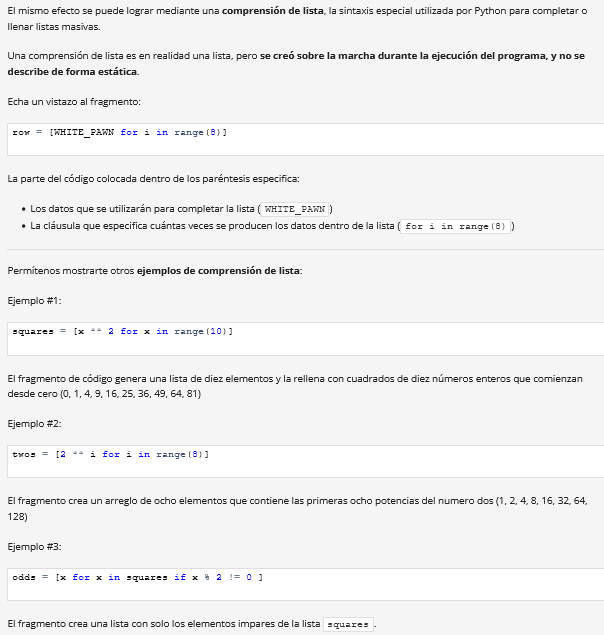 El mismo efecto se puede lograr mediante una comprensión de lista, la sintaxis especial utilizada por Python para completar o
llenar listas masivas.
Una comprensión de lista es en realidad una lista, pero se creó sobre la marcha durante la ejecución del programa, y no se
describe de forma estática.
Echa un vistazo al fragmento:
row = [WHITE_PAWN for i in range(8)]
La parte del código colocada dentro de los paréntesis especifica:
• Los datos que se utilizarán para completar la lista ( WHITE_PAWN )
• La cláusula que especifica cuántas veces se producen los datos dentro de la lista ( for i in range(8) )
Permítenos mostrarte otros ejemplos de comprensión de lista:
Ejemplo #1:
squares = [x ** 2 for x in range(10)]
El fragmento de código genera una lista de diez elementos y la rellena con cuadrados de diez números enteros que comienzan
desde cero (0, 1, 4, 9, 16, 25, 36, 49, 64, 81)
Ejemplo #2:
twos = [2 ** i for i in range(8)]
El fragmento crea un arreglo de ocho elementos que contiene las primeras ocho potencias del numero dos (1, 2, 4, 8, 16, 32, 64,
128)
Ejemplo #3:
odds = [x for x in squares if x % 2 != 0 ]
El fragmento crea una lista con solo los elementos impares de la lista squares .